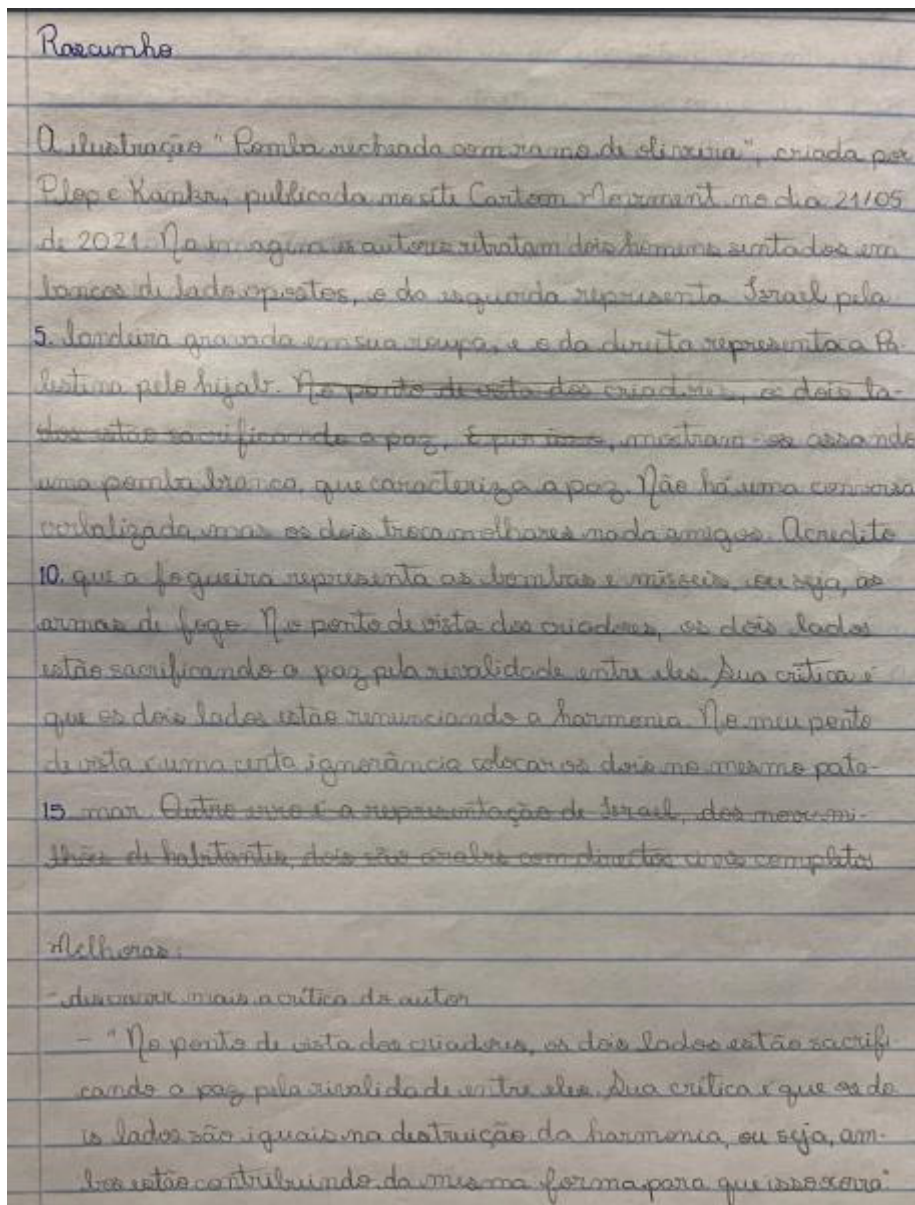 Rascunho
A ilustração "Pomba recheada com ramo de oliveira", criada por
Plop e Kankr, publicada no site Cartoon Movement no dia 21/05
de 2021. Na imagem os autores retratam dois homens sentados em
bancos de lado opostos, o da esquerda representa Israel pela
5. bandeira gravada em sua roupa, e o da direita representa a Pa-
lestina pelo hijab. No ponto de vista dos criadores, os dois la-
dos estão sacrificando a paz, E por isso, mostram-os assando
uma pomba branca, que caracteriza a paz. Não há uma conversa
verbalizada, mas os dois trocam olhares nada amigos. Acredito
10. que a fogueira representa as bombas e misseis, ou seja, as
armas de fogo. No ponto de vista dos criadores, os dois lados
estão sacrificando a paz pela rivalidade entre eles. Sua crítica é
que os dois lados estão renunciando a harmonia. No meu ponto
de vista é uma certa ignorância colocar os dois no mesmo pata-
15. mar. Outro erro é a representação de Israel, dos nove mi-
lhões de habitantes, dois são árabes com direitos civis completos
Melhoras:
- descrever mais a crítica do autor
- "No ponto de vista dos criadores, os dois lados estão sacrifi-
cando a paz pela rivalidade entre eles. Sua crítica é que os do
is lados são iguais na destruição da harmonia, ou seja, am-
bos estão contribuindo da mesma forma para que isso